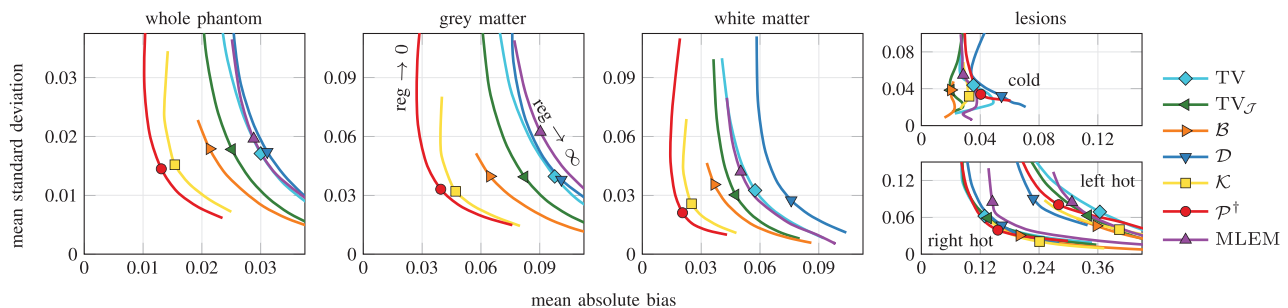 whole phantom
grey matter
white matter
lesions
mean standard deviation
0.03
0.02
0.01
0
0
0.01
0.02
0.03
0.09
0.06
0.03
0
0
0.03
0.06
0.09
reg → 0
reg → ∞
0.09
0.06
0.03
0
0
0.03
0.06
0.09
0.08
0.04
0
0
0.04
0.08
0.12
cold
0.12
0.06
0
0
0.12
0.24
0.36
left hot
right hot
mean absolute bias
TV
TV𝒥
ℬ
𝒟
𝒦
𝒫†
MLEM